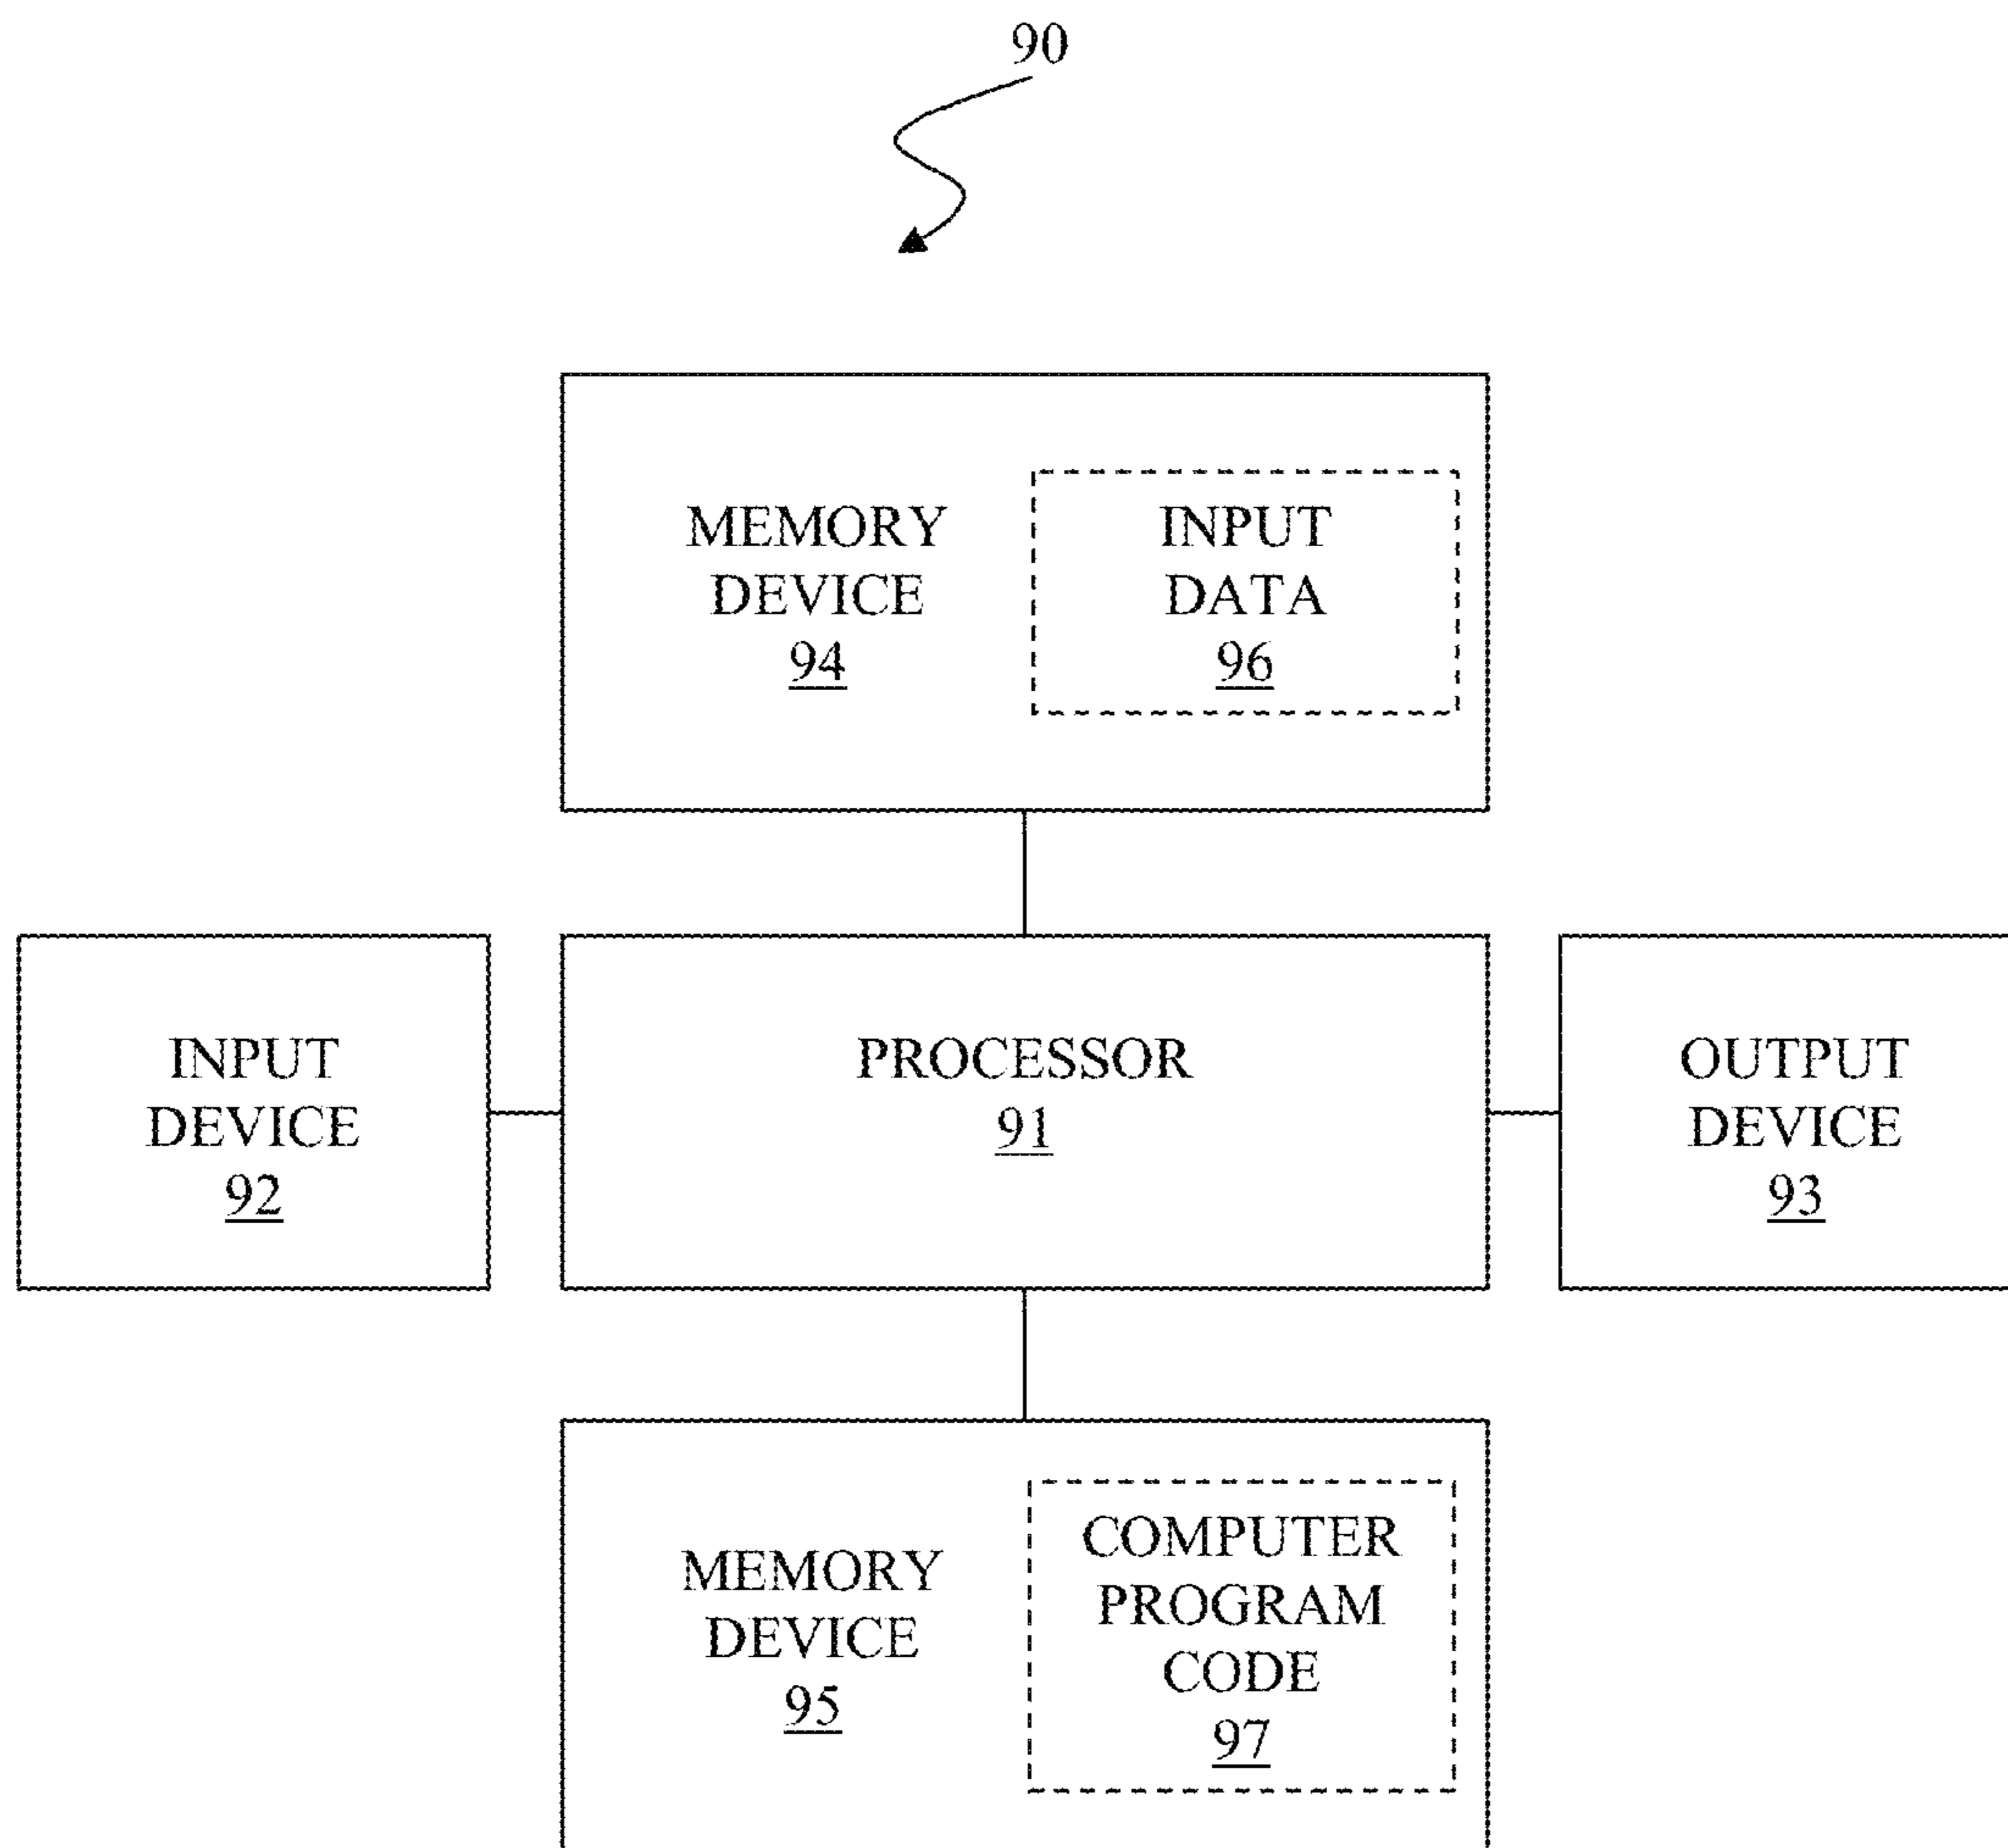 90
MEMORY
DEVICE
94
INPUT
DATA
96
INPUT
DEVICE
92
PROCESSOR
91
OUTPUT
DEVICE
93
MEMORY
DEVICE
95
COMPUTER
PROGRAM
CODE
97